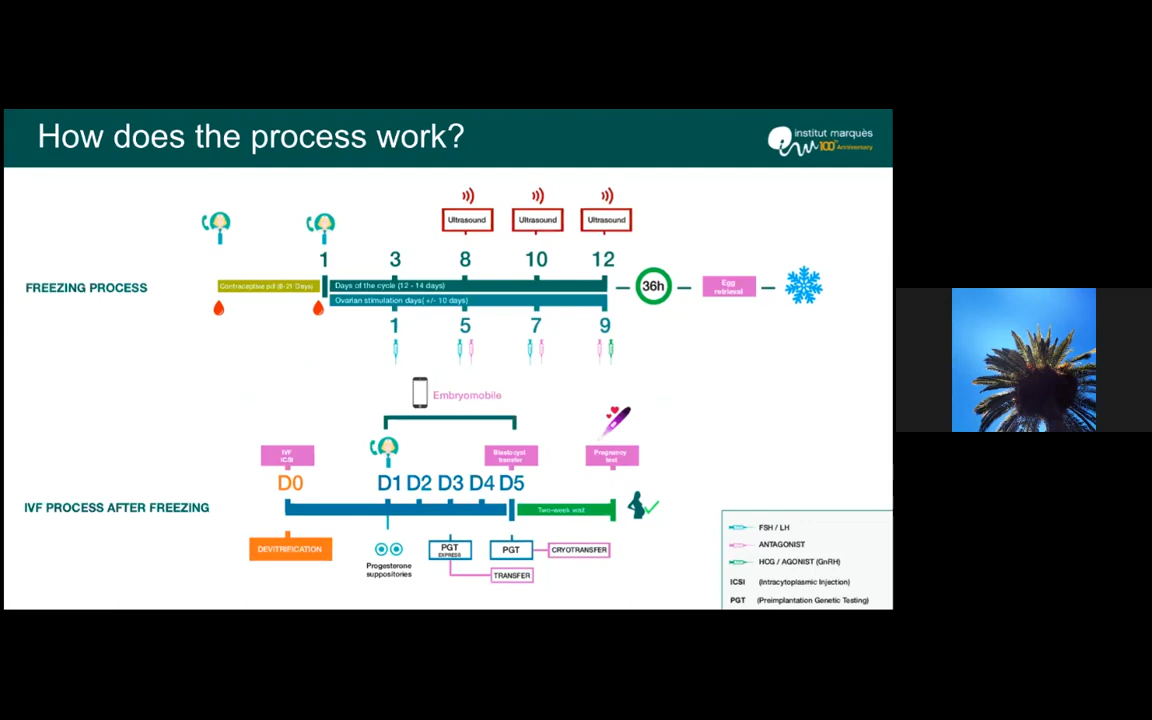 How does the process work?
institut marquès
100th Anniversary
Ultrasound
Ultrasound
Ultrasound
1
3
8
10
12
FREEZING PROCESS
Contraceptive pill (8-21 Days)
Days of the cycle (12 - 14 days)
Ovarian stimulation days( +/- 10 days)
36h
Egg
retrieval
1
5
7
9
Embryomobile
IVF
ICSI
Blastocyst
transfer
Pregnancy
test
D0
D1 D2 D3 D4 D5
IVF PROCESS AFTER FREEZING
Two-week wait
DEVITRIFICATION
Progesterone
suppositories
PGT
EXPRESS
PGT
CRYOTRANSFER
TRANSFER
FSH / LH
ANTAGONIST
HCG / AGONIST (GnRH)
ICSI (Intracytoplasmic Injection)
PGT (Preimplantation Genetic Testing)